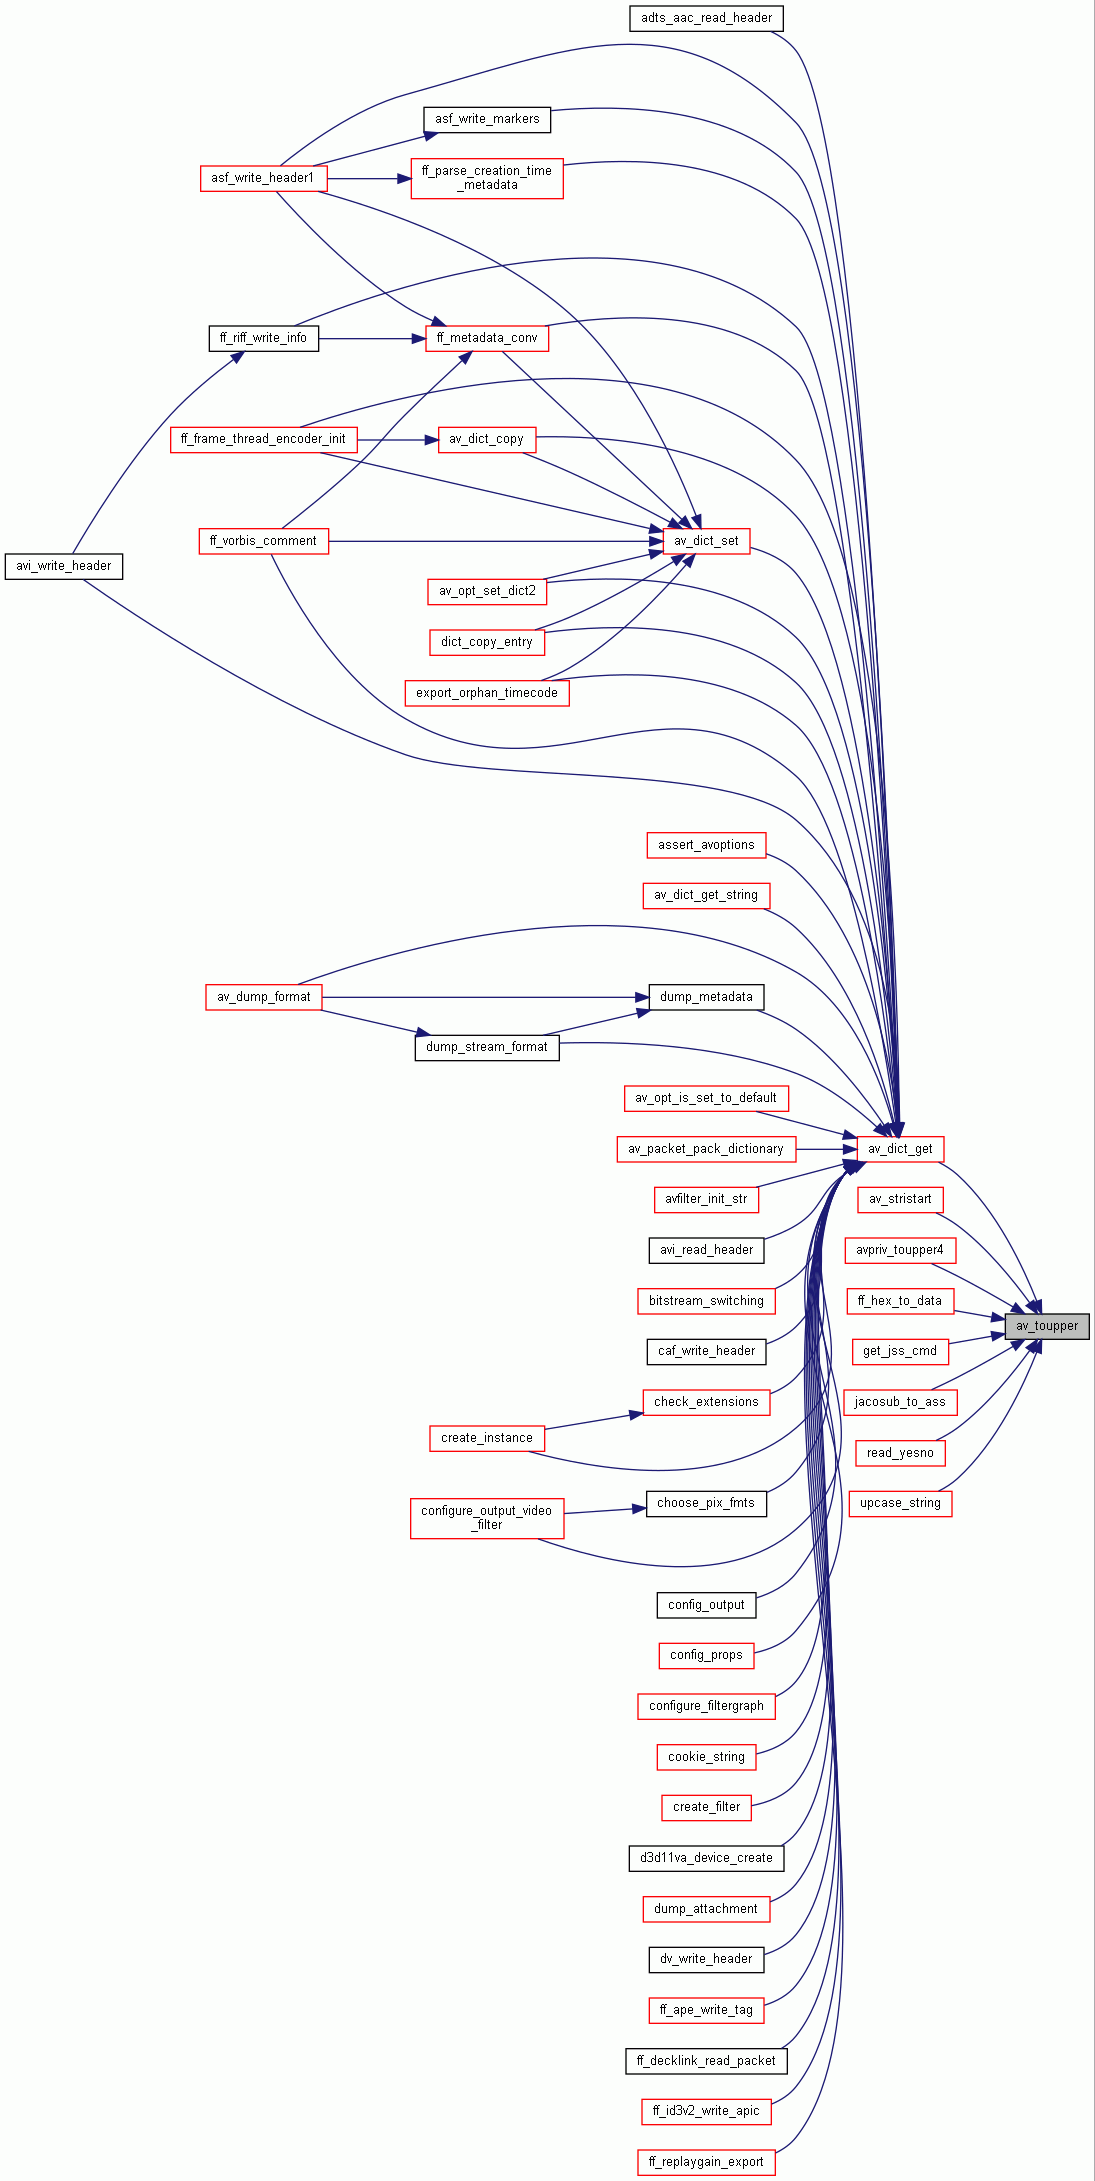 adts_aac_read_header
asf_write_markers
asf_write_header1
ff_parse_creation_time
_metadata
ff_riff_write_info
ff_metadata_conv
ff_frame_thread_encoder_init
av_dict_copy
ff_vorbis_comment
av_dict_set
avi_write_header
av_opt_set_dict2
dict_copy_entry
export_orphan_timecode
assert_avoptions
av_dict_get_string
av_dump_format
dump_metadata
dump_stream_format
av_opt_is_set_to_default
av_packet_pack_dictionary
av_dict_get
avfilter_init_str
av_stristart
avi_read_header
avpriv_toupper4
bitstream_switching
ff_hex_to_data
av_toupper
caf_write_header
get_jss_cmd
check_extensions
jacosub_to_ass
create_instance
read_yesno
choose_pix_fmts
upcase_string
configure_output_video
_filter
config_output
config_props
configure_filtergraph
cookie_string
create_filter
d3d11va_device_create
dump_attachment
dv_write_header
ff_ape_write_tag
ff_decklink_read_packet
ff_id3v2_write_apic
ff_replaygain_export